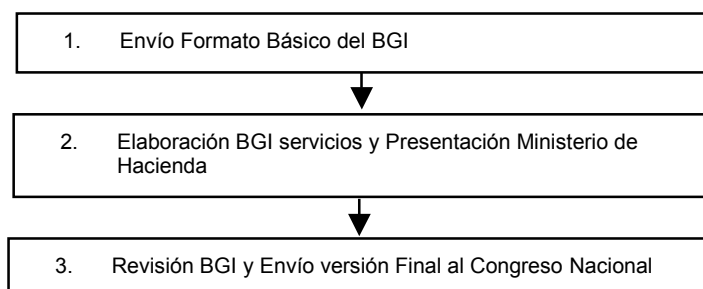 1. Envío Formato Básico del BGI
2. Elaboración BGI servicios y Presentación Ministerio de
Hacienda
3. Revisión BGI y Envío versión Final al Congreso Nacional